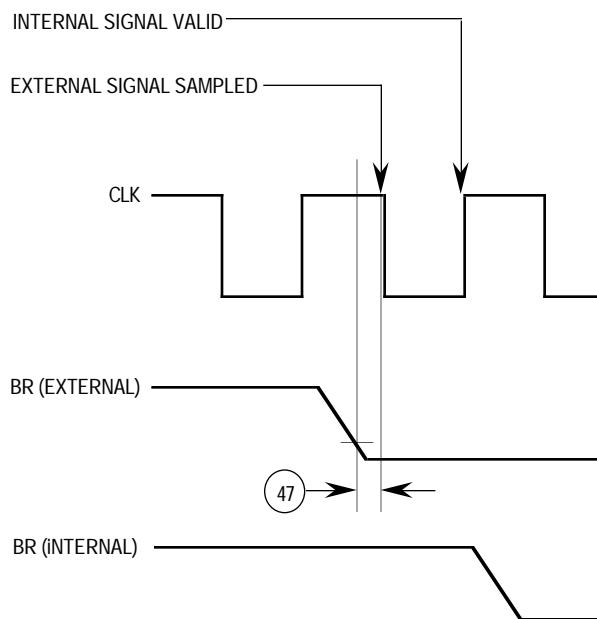 INTERNAL SIGNAL VALID
EXTERNAL SIGNAL SAMPLED
CLK
BR (EXTERNAL)
47
BR (iNTERNAL)